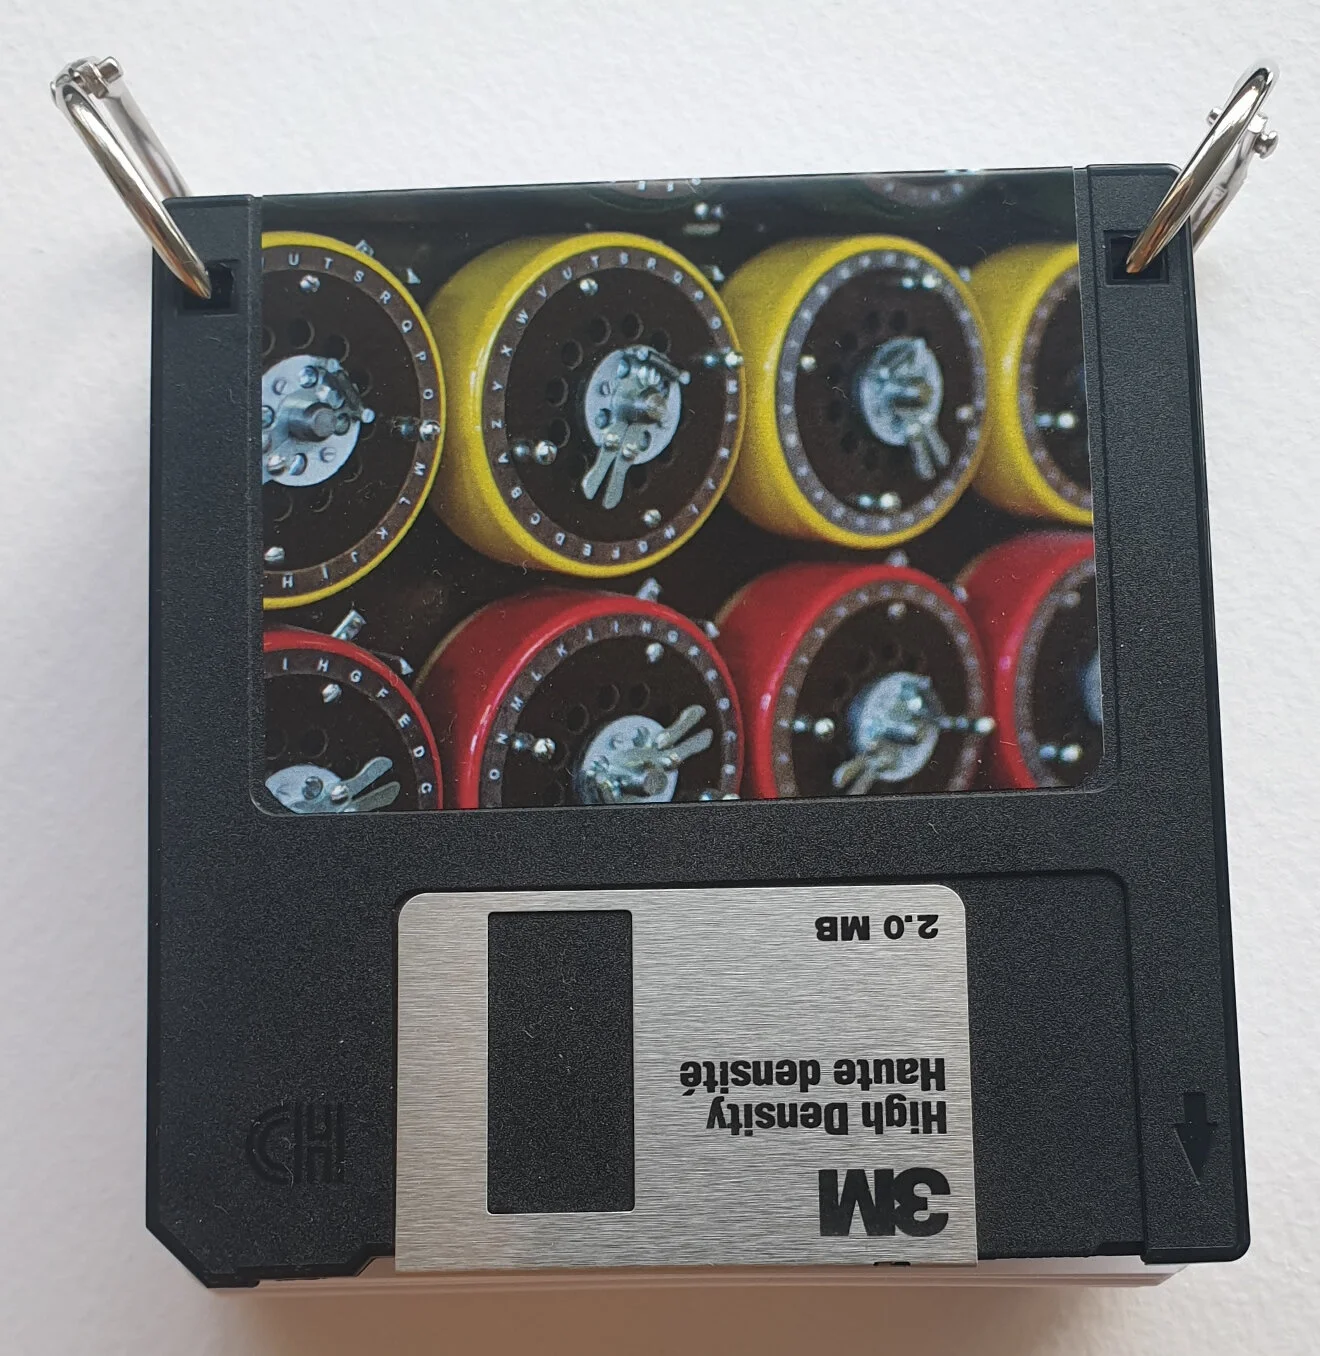 U T S R Q P O
M L K J I H
Z Y X W V U T S R Q P
A B C D E F G H
I H G F E D C
O N M L K J I H G F
2.0 MB
Haute densité
High Density
3M